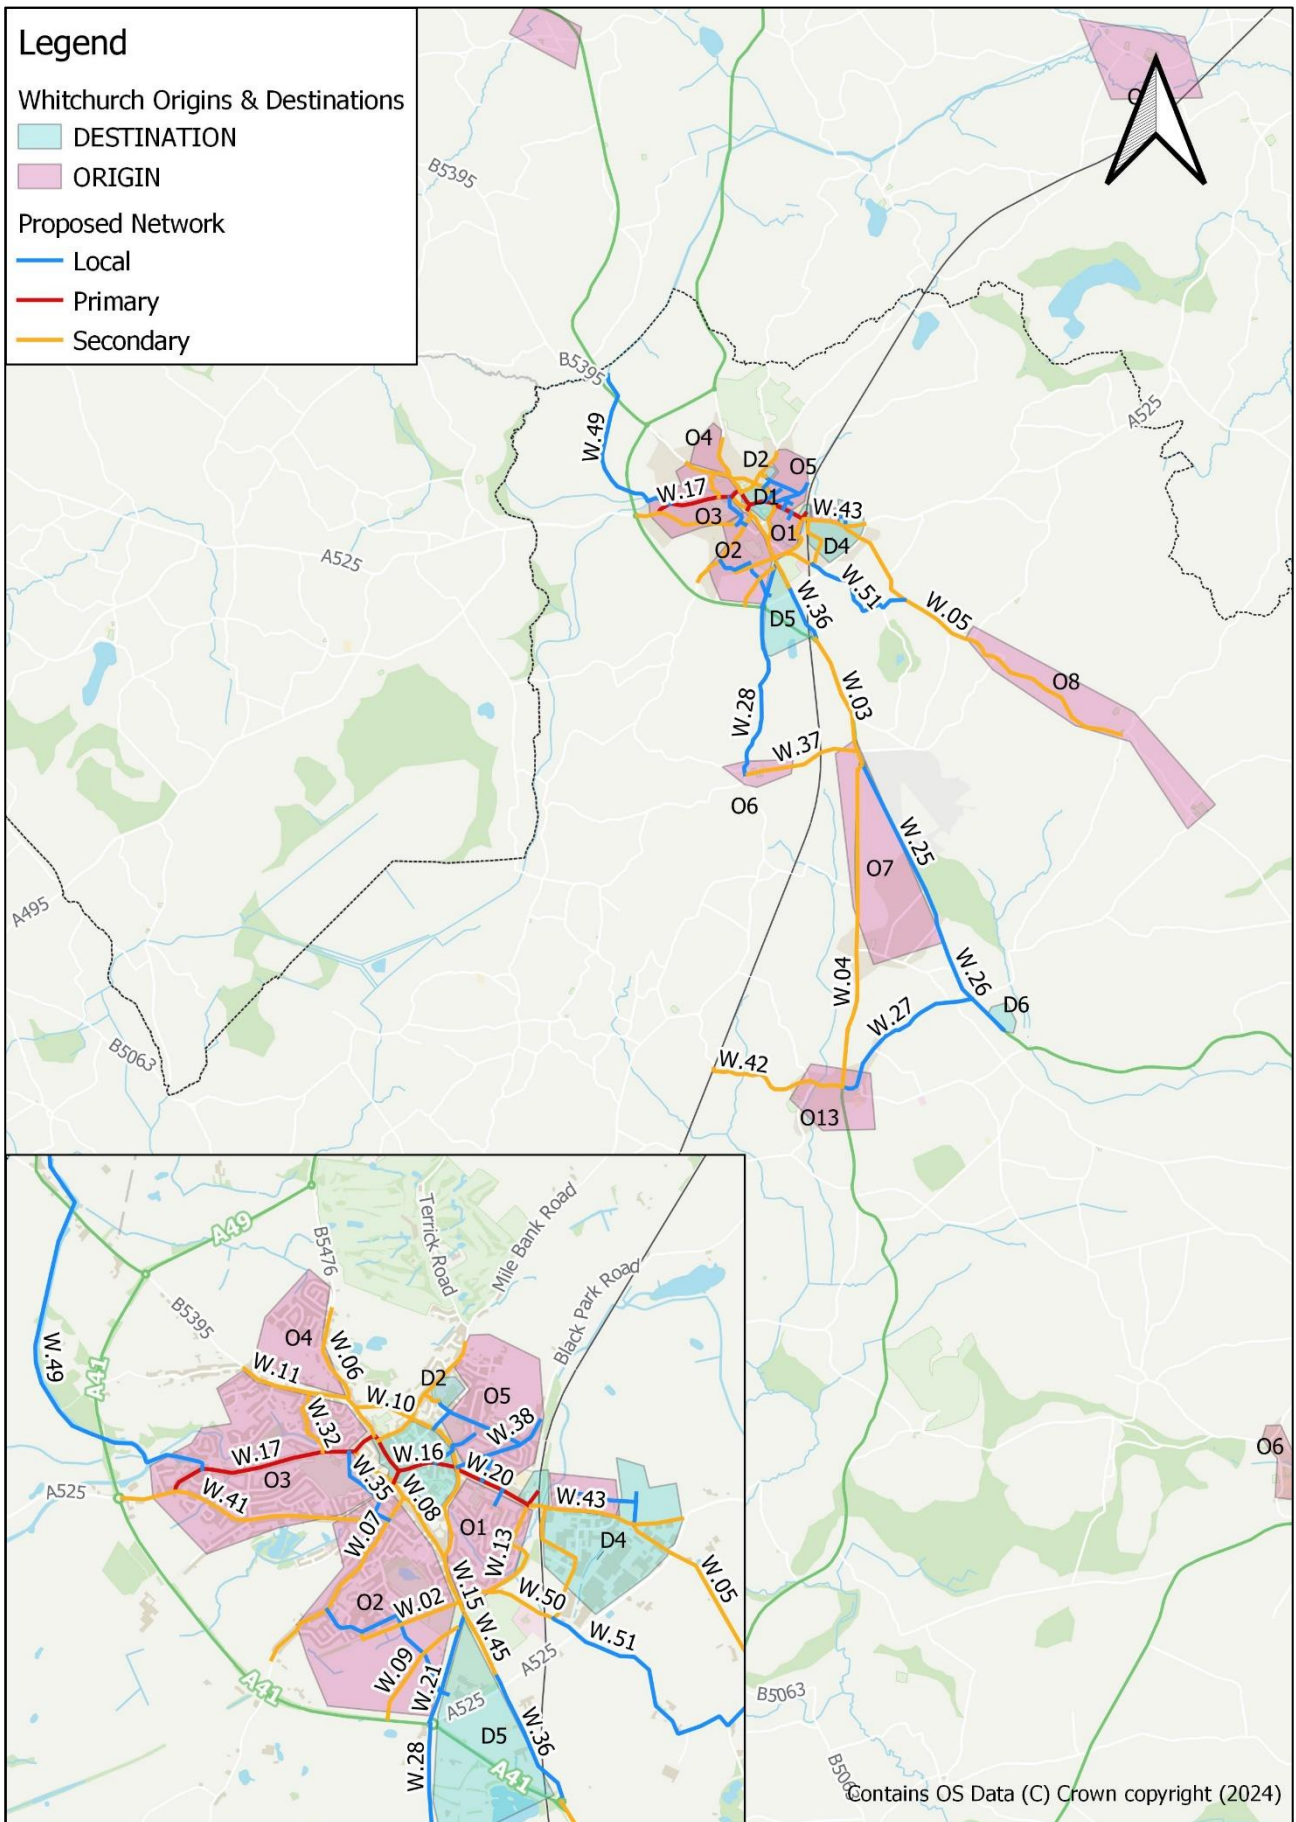 Legend
Whitchurch Origins & Destinations
DESTINATION
ORIGIN
Proposed Network
Local
Primary
Secondary
B5395
B5395
A525
A525
A495
B5063
W.49
O4
D2
O5
W.17
D1
W.43
O3
O1
O2
D4
W.51
W.05
W.36
D5
O8
W.03
W.28
W.37
O6
W.25
O7
W.04
W.26
D6
W.27
W.42
O13
O6
B5063
Contains OS Data (C) Crown copyright (2024)
A49
B5476
Terrick Road
Mile Bank Road
Black Park Road
B5395
W.49
A41
O4
W.06
W.11
D2
W.10
O5
W.32
W.38
W.17
W.16
O3
W.20
W.35
W.08
A525
W.41
W.43
W.07
O1
D4
W.13
W.05
O2
W.15
W.02
W.50
W.45
W.51
W.09
A525
W.21
A41
A525
W.36
D5
W.28
A41